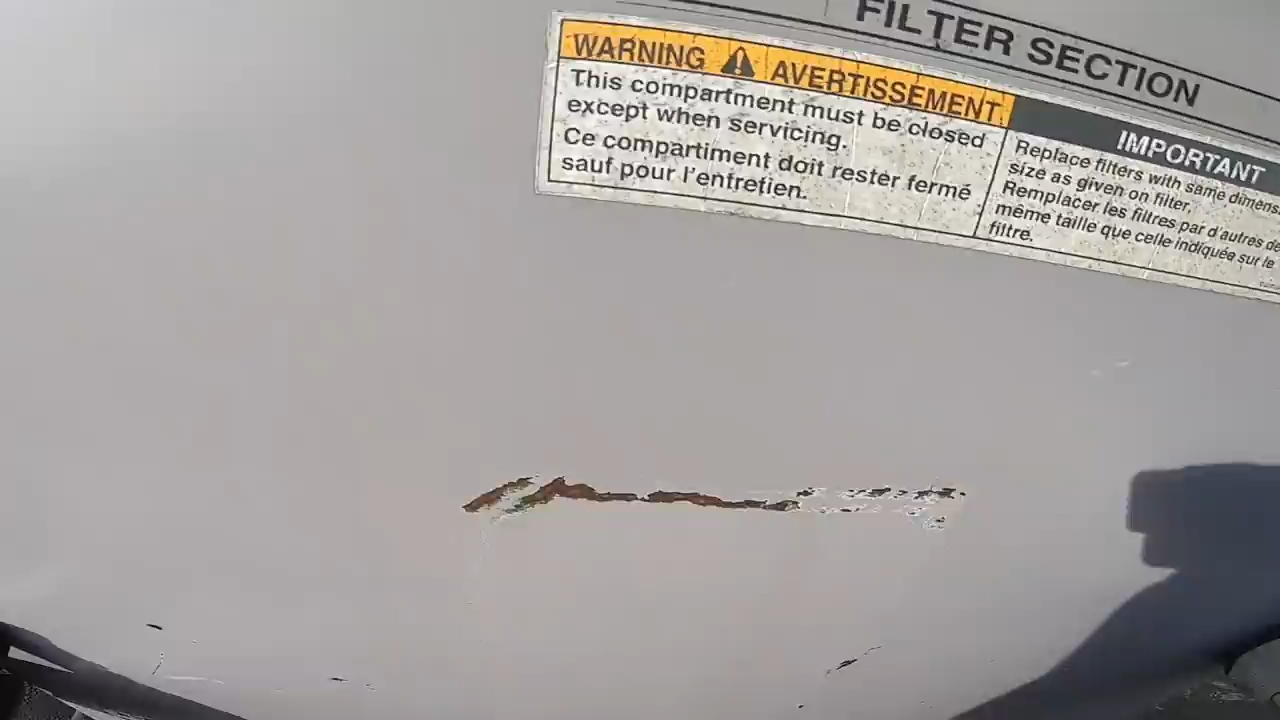 FILTER SECTION
WARNING AVERTISSEMENT
This compartment must be closed
except when servicing.
Ce compartiment doit rester fermé
sauf pour l'entretien.
IMPORTANT
Replace filters with same
size as given on filter.
Remplacer les filtres par d'autres de
même taille que celle indiquée sur le
filtre.